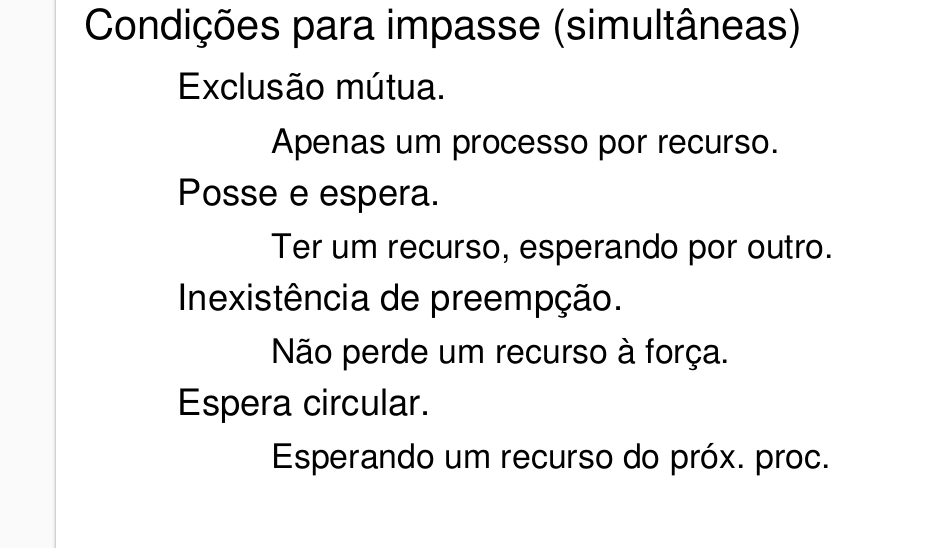 Condições para impasse (simultâneas)
Exclusão mútua.
Apenas um processo por recurso.
Posse e espera.
Ter um recurso, esperando por outro.
Inexistência de preempção.
Não perde um recurso à força.
Espera circular.
Esperando um recurso do próx. proc.